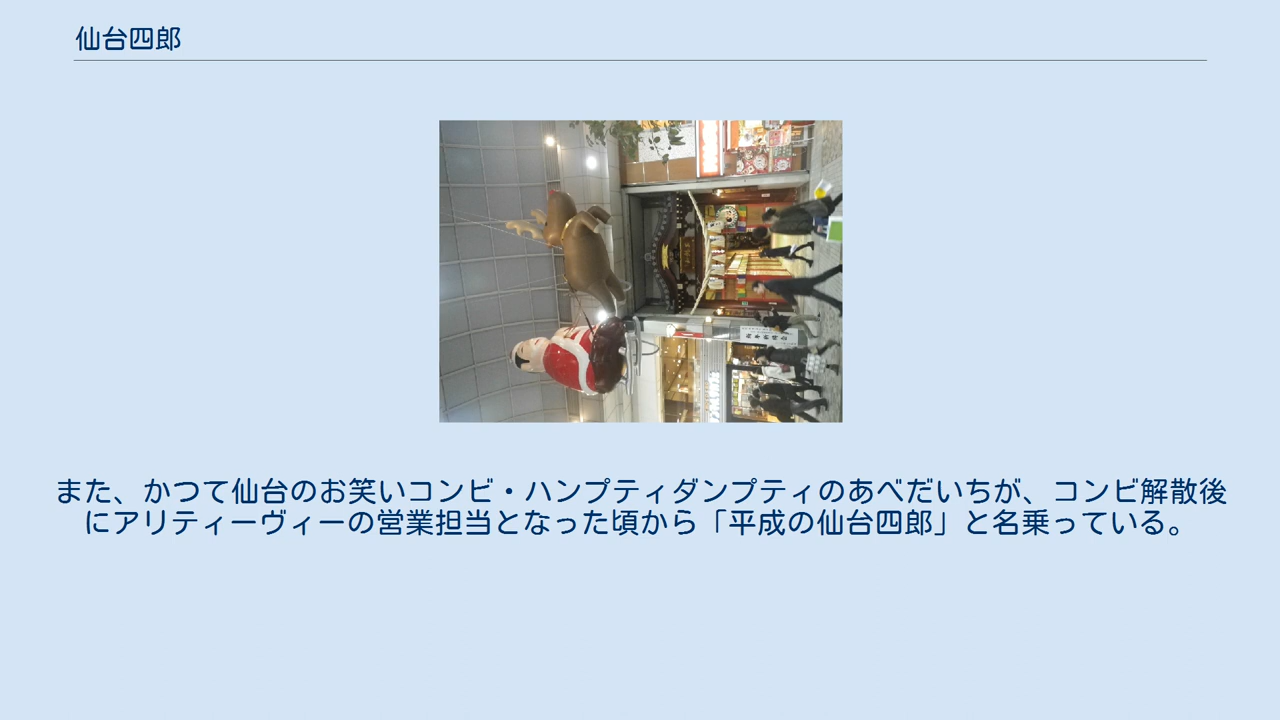 仙台四郎
また、かつて仙台のお笑いコンビ・ハンプティダンプティのあべだいちが、コンビ解散後
にアリティーヴィーの営業担当となった頃から「平成の仙台四郎」と名乗っている。